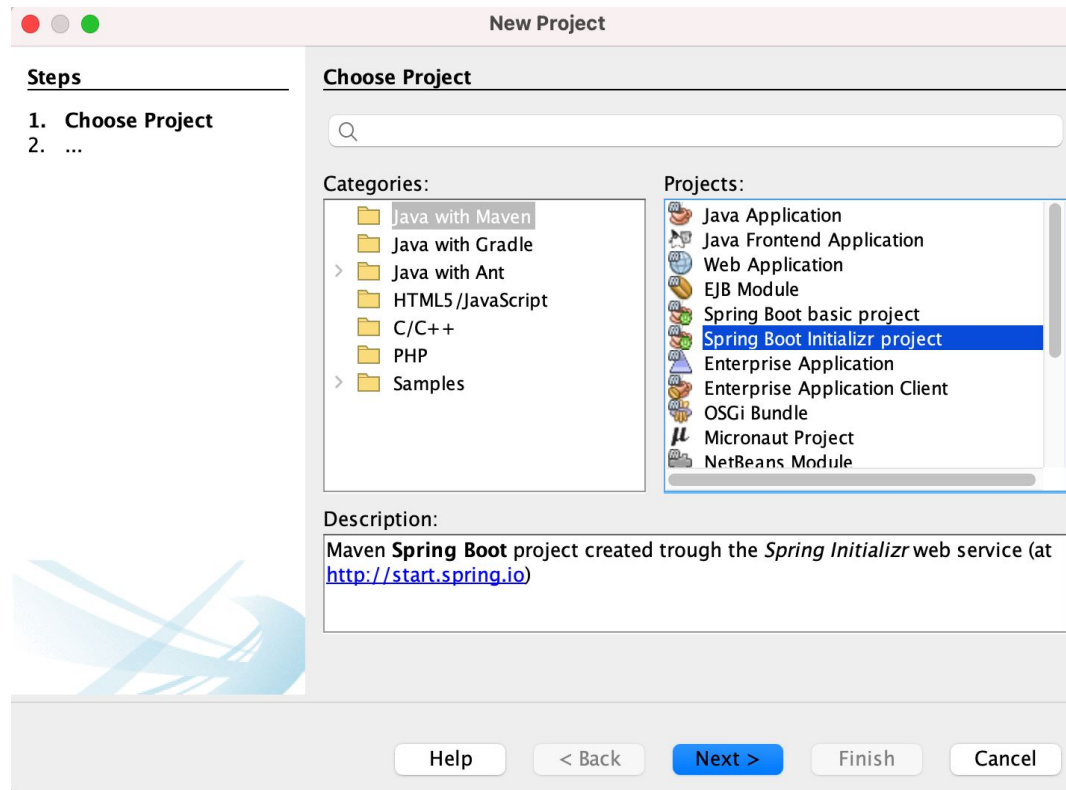 New Project
Steps
1. Choose Project
2. ...
Choose Project
Categories:
Java with Maven
Java with Gradle
Java with Ant
HTML5/JavaScript
C/C++
PHP
Samples
Projects:
Java Application
Java Frontend Application
Web Application
EJB Module
Spring Boot basic project
Spring Boot Initializr project
Enterprise Application
Enterprise Application Client
OSGi Bundle
Micronaut Project
NetBeans Module
Description:
Maven Spring Boot project created trough the Spring Initializr web service (at
http://start.spring.io)
Help
< Back
Next >
Finish
Cancel